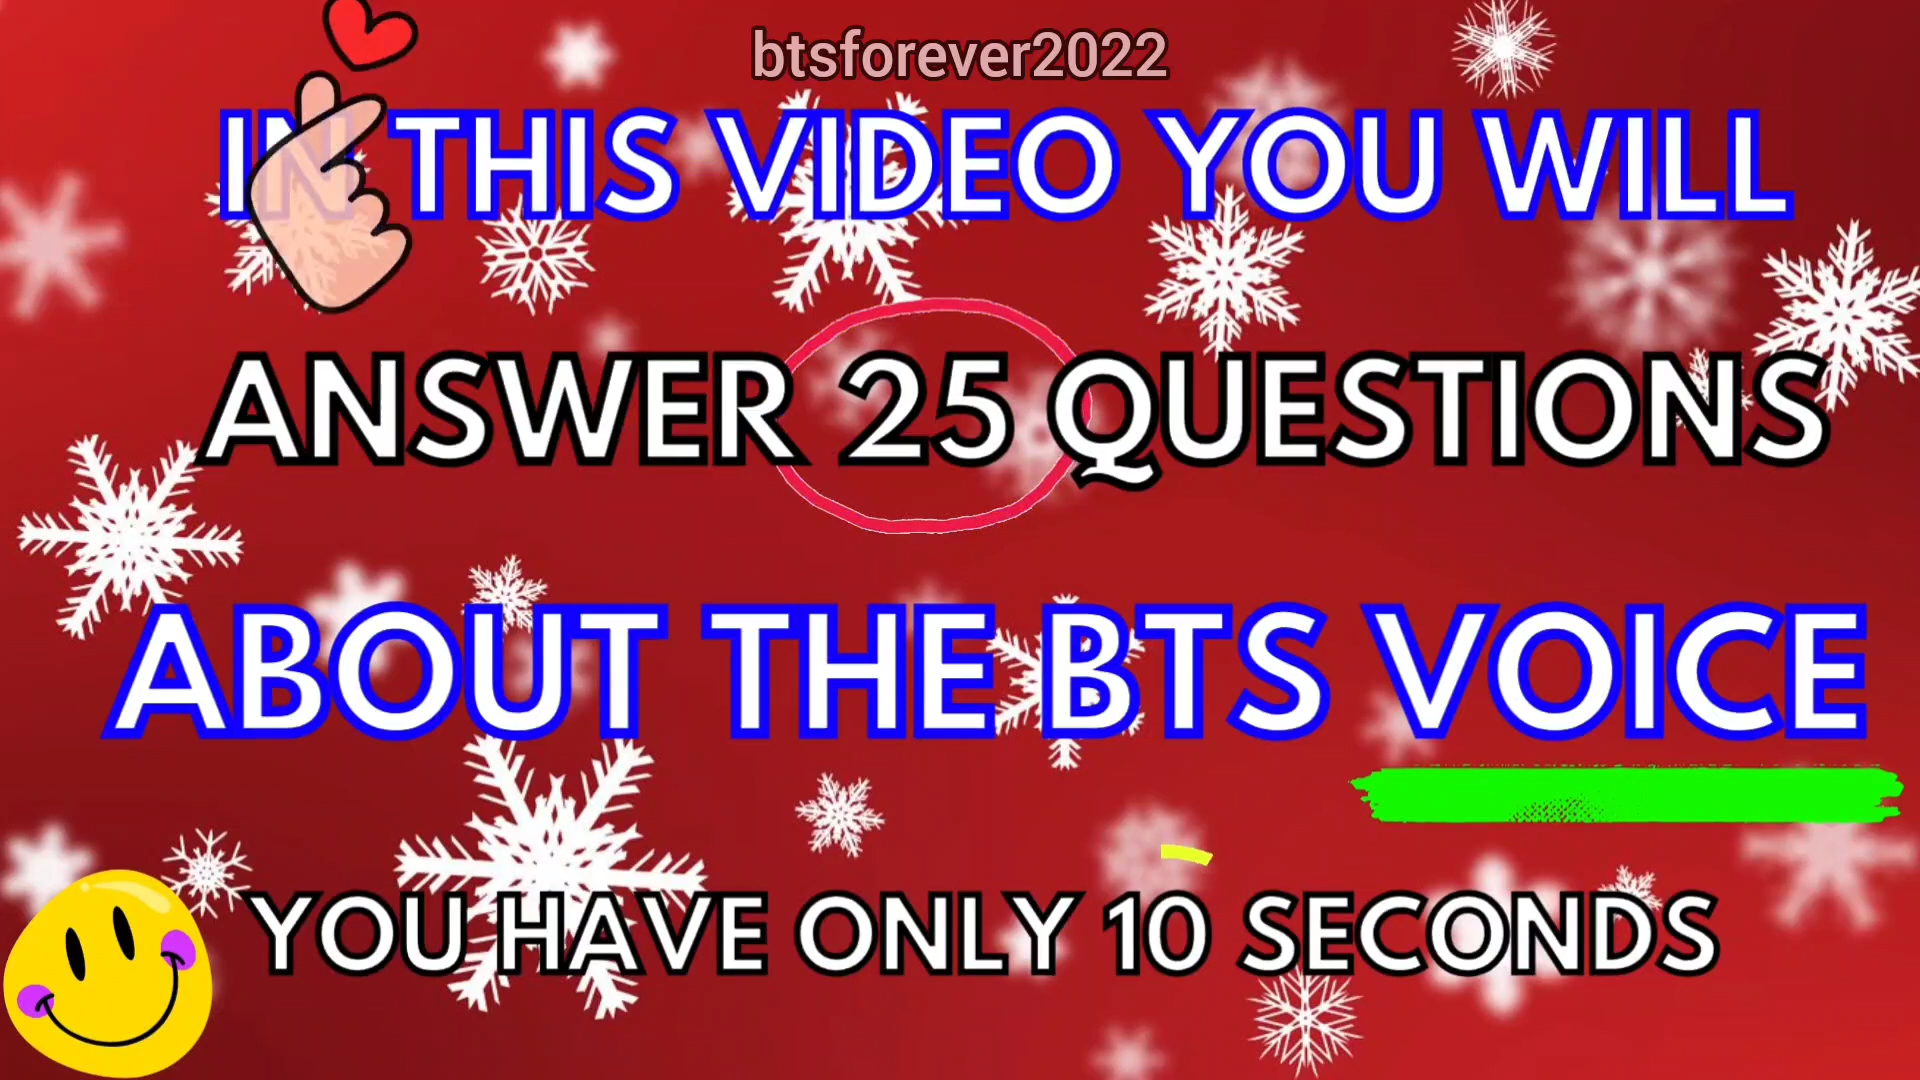 btsforever2022
IN THIS VIDEO YOU WILL
ANSWER 25 QUESTIONS
ABOUT THE BTS VOICE
YOU HAVE ONLY 10 SECONDS